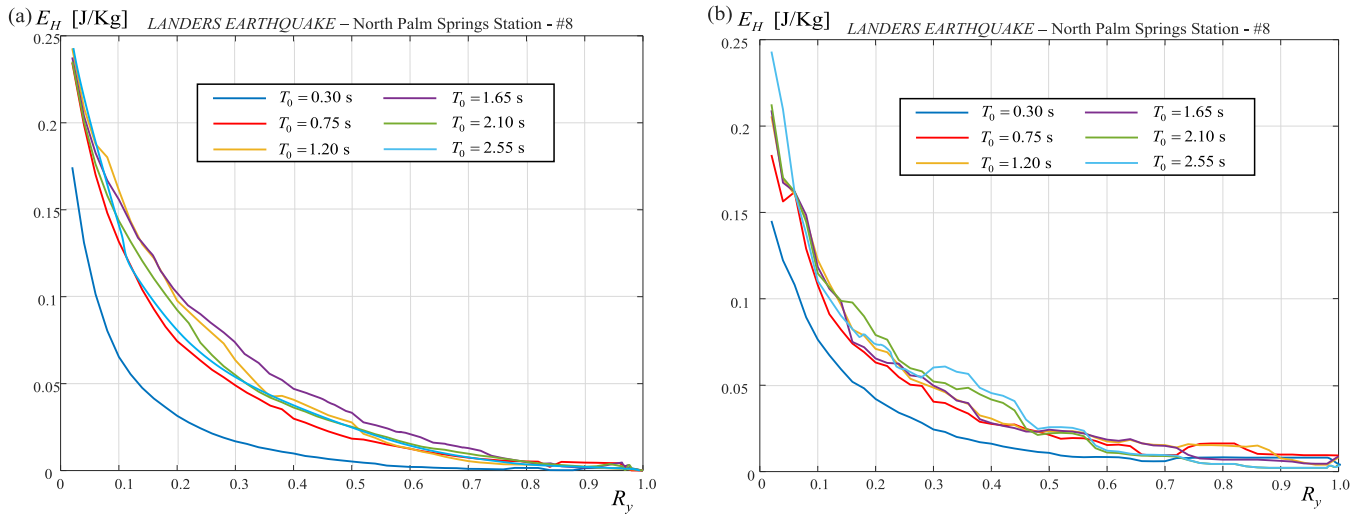 (a) E_H [J/Kg] LANDERS EARTHQUAKE – North Palm Springs Station - #8
0.25
0.2
0.15
0.1
0.05
0
T_0 = 0.30 s T_0 = 1.65 s
T_0 = 0.75 s T_0 = 2.10 s
T_0 = 1.20 s T_0 = 2.55 s
0 0.1 0.2 0.3 0.4 0.5 0.6 0.7 0.8 0.9 1.0
R_y
(b) E_H [J/Kg] LANDERS EARTHQUAKE – North Palm Springs Station - #8
0.25
0.2
0.15
0.1
0.05
0
T_0 = 0.30 s T_0 = 1.65 s
T_0 = 0.75 s T_0 = 2.10 s
T_0 = 1.20 s T_0 = 2.55 s
0 0.1 0.2 0.3 0.4 0.5 0.6 0.7 0.8 0.9 1.0
R_y